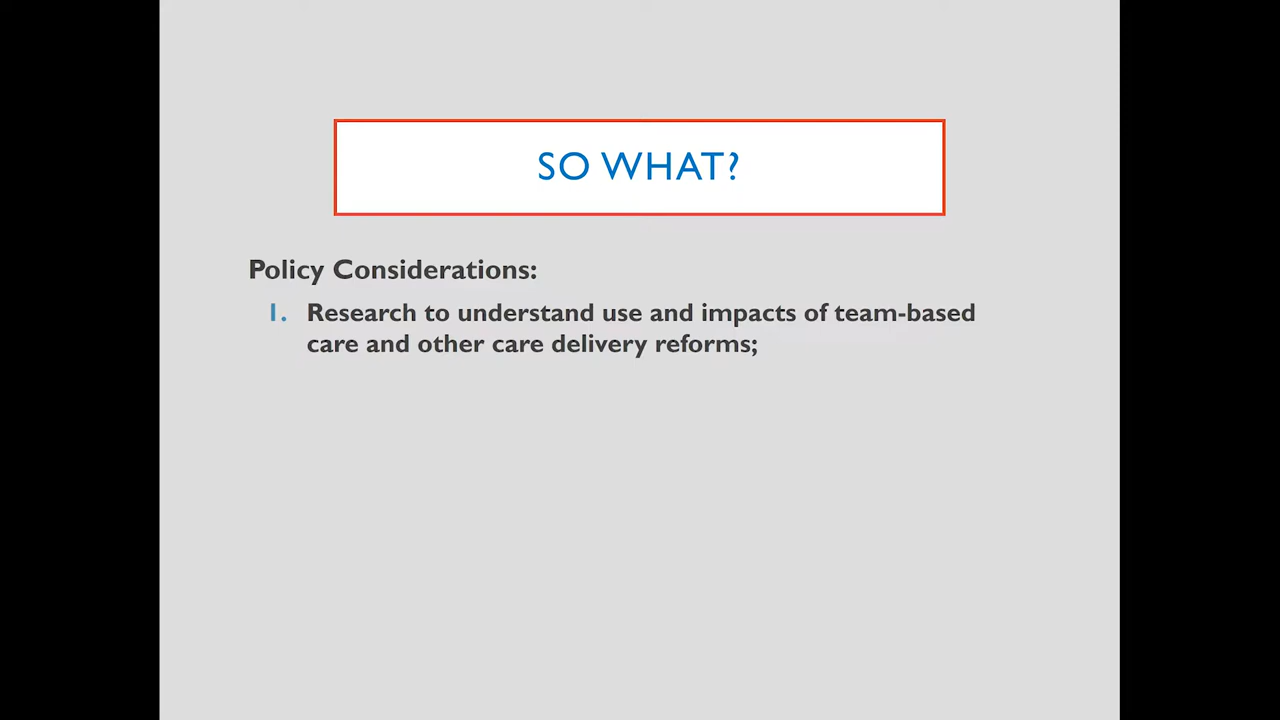 SO WHAT?
Policy Considerations:
1. Research to understand use and impacts of team-based
care and other care delivery reforms;